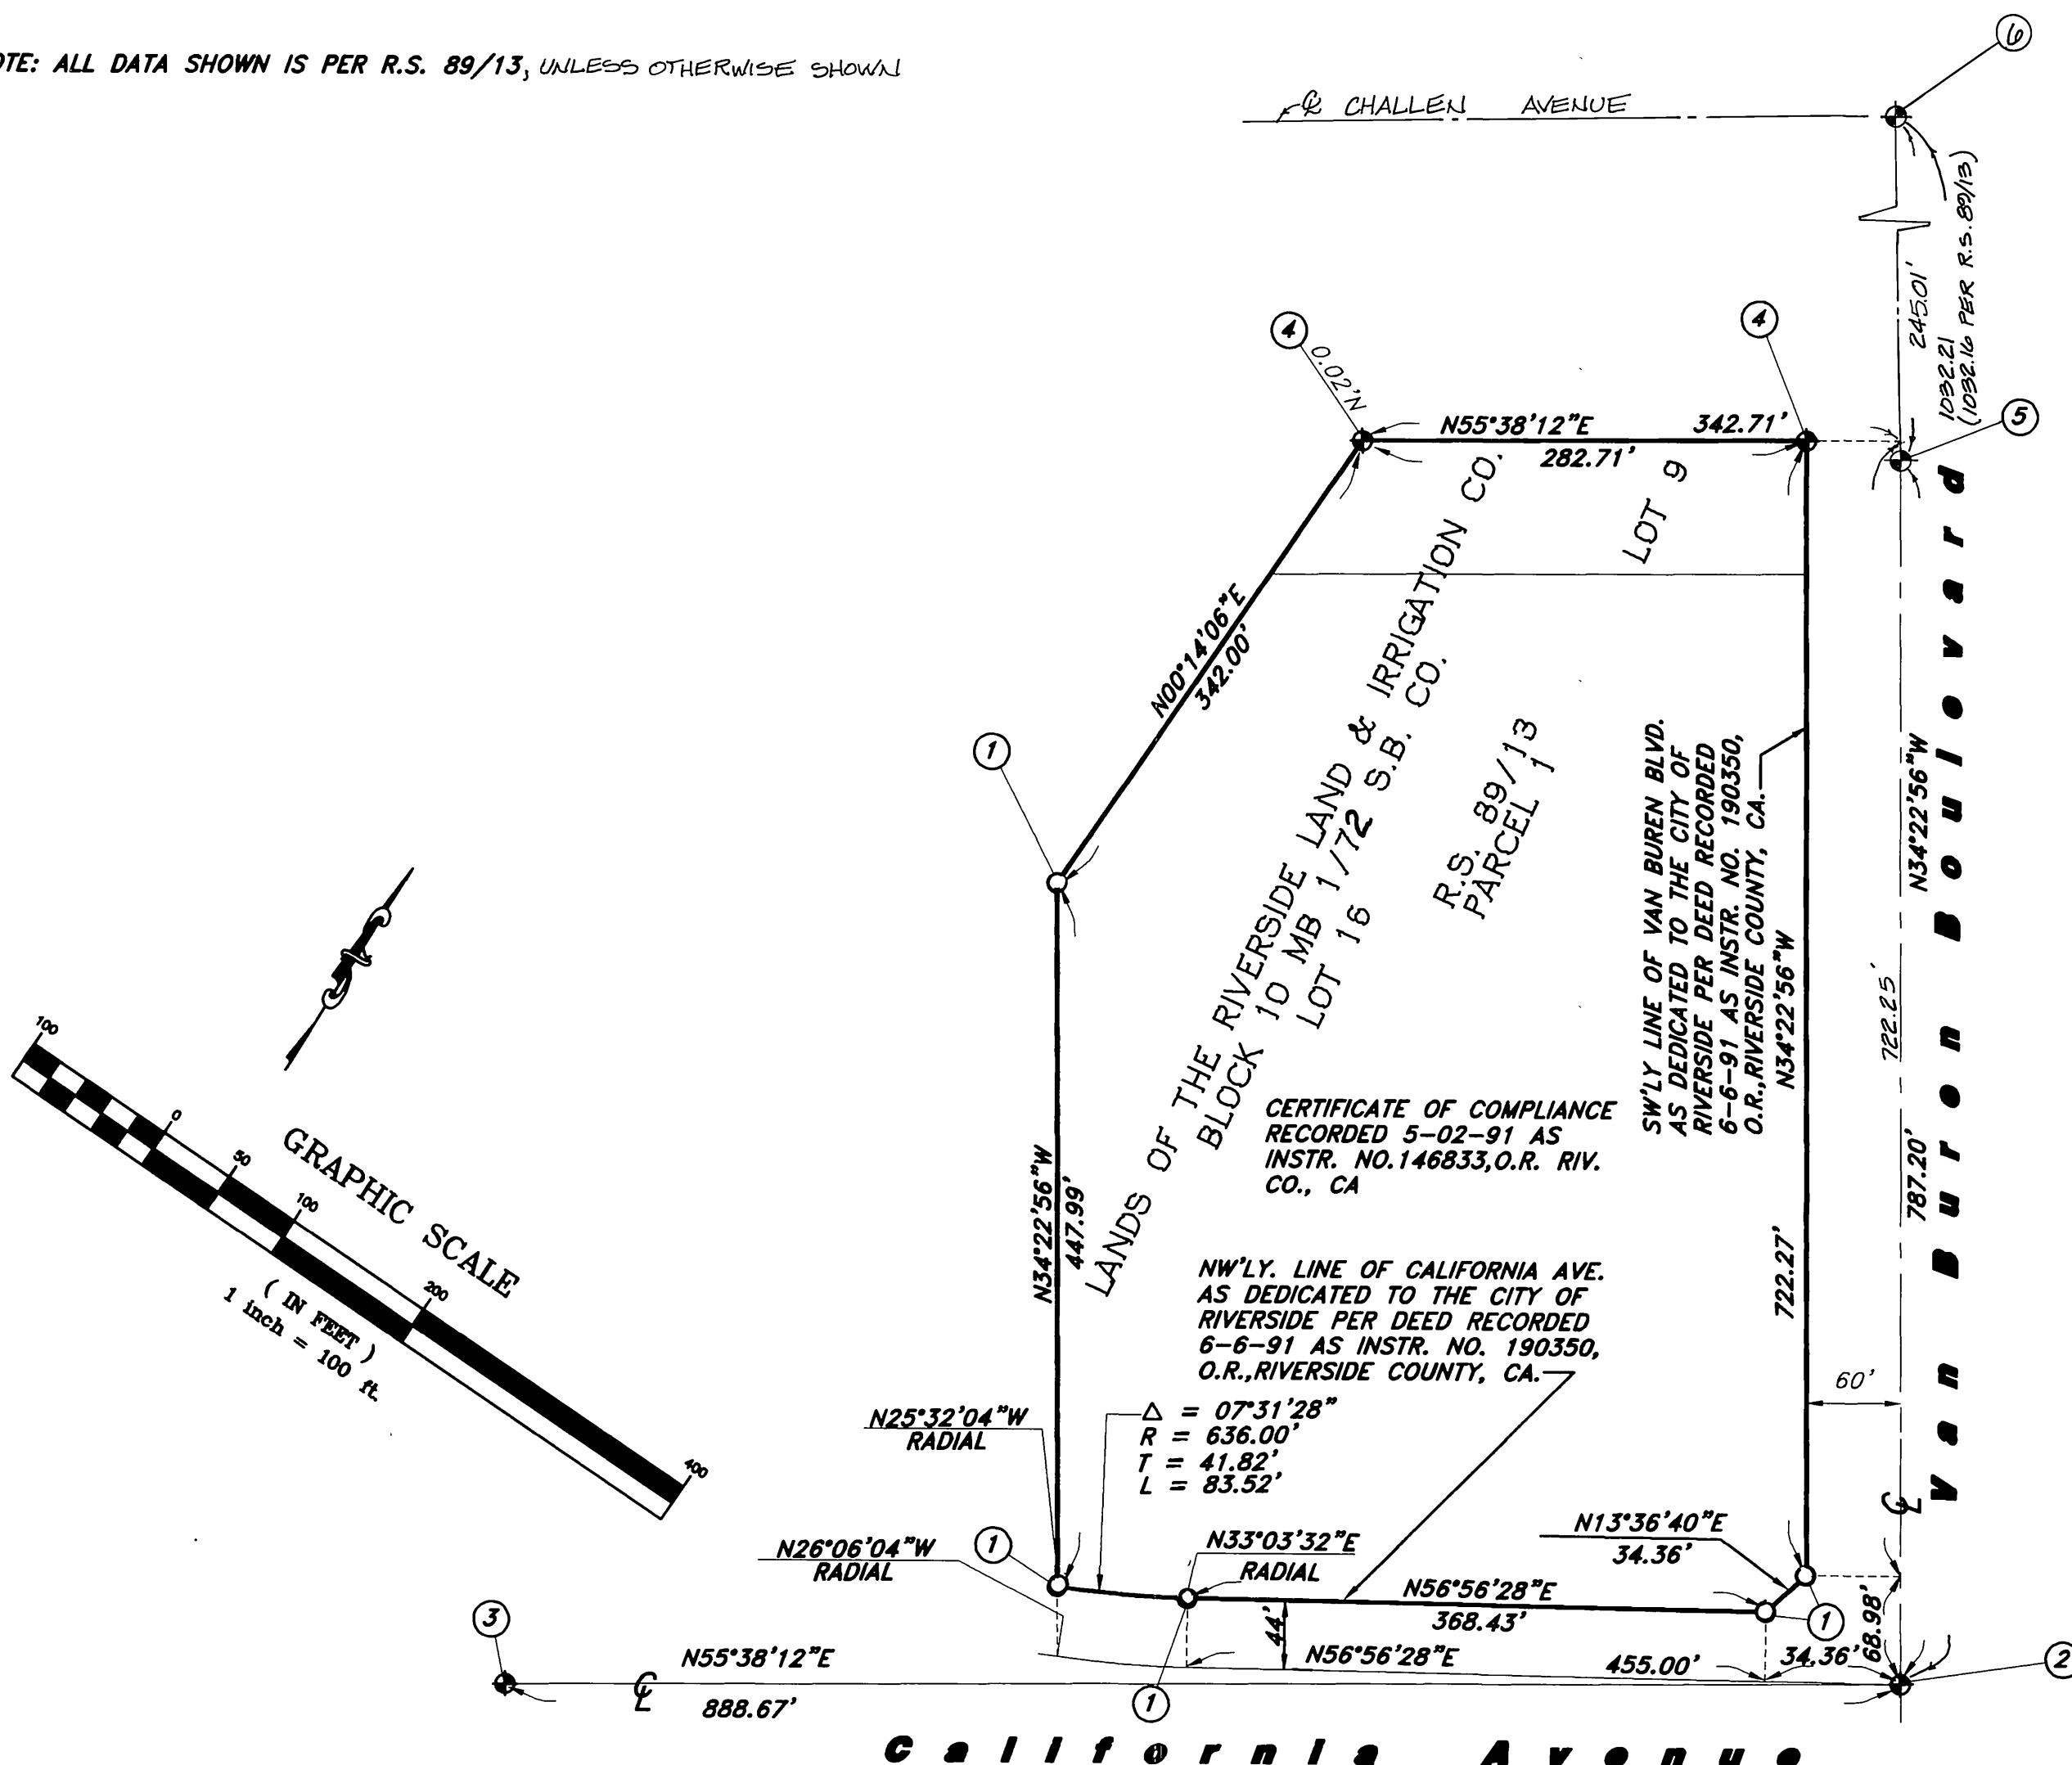 OTE: ALL DATA SHOWN IS PER R.S. 89/13, UNLESS OTHERWISE SHOWN
6
℄ CHALLEN AVENUE
245.01'
1032.21
(1032.16 PER R.S. 89/13)
4
0.02'N
4
5
N55°38'12"E 342.71'
282.71'
LOT 9
N00°14'06"E
342.00'
1
LANDS OF THE RIVERSIDE LAND & IRRIGATION CO.
BLOCK 10 MB 1/72 S.B. CO.
LOT 16
R.S. 89/13
PARCEL 1
SW'LY LINE OF VAN BUREN BLVD.
AS DEDICATED TO THE CITY OF
RIVERSIDE PER DEED RECORDED
6-6-91 AS INSTR. NO. 190350,
O.R.,RIVERSIDE COUNTY, CA.
N34°22'56"W
722.27'
N34°22'56"W
722.25'
787.20'
Van Buren Boulevard
℄
60'
100
0
50
100
200
400
GRAPHIC SCALE
( IN FEET )
1 inch = 100 ft.
N34°22'56"W
447.99'
CERTIFICATE OF COMPLIANCE
RECORDED 5-02-91 AS
INSTR. NO.146833,O.R. RIV.
CO., CA
NW'LY. LINE OF CALIFORNIA AVE.
AS DEDICATED TO THE CITY OF
RIVERSIDE PER DEED RECORDED
6-6-91 AS INSTR. NO. 190350,
O.R.,RIVERSIDE COUNTY, CA.
N25°32'04"W
RADIAL
Δ = 07°31'28"
R = 636.00'
T = 41.82'
L = 83.52'
N26°06'04"W
RADIAL
1
N33°03'32"E
RADIAL
N13°36'40"E
34.36'
N56°56'28"E
368.43'
44'
1
68.98'
3
N55°38'12"E
℄
888.67'
1
N56°56'28"E
455.00'
34.36'
2
California Avenue